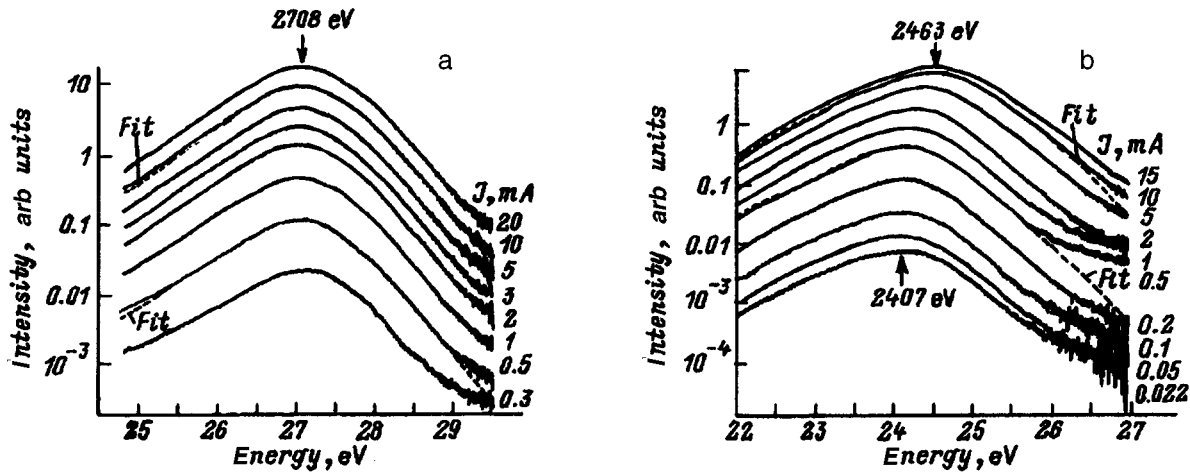 2708 eV
a
10
1
0.1
0.01
10-3
Intensity, arb units
Fit
Fit
J, mA
20
10
5
3
2
1
0.5
0.3
25 26 27 28 29
Energy, eV
2463 eV
b
1
0.1
0.01
10-3
10-4
Intensity, arb units
Fit
J, mA
15
10
5
2
1
0.5
Fit
2407 eV
0.2
0.1
0.05
0.022
22 23 24 25 26 27
Energy, eV